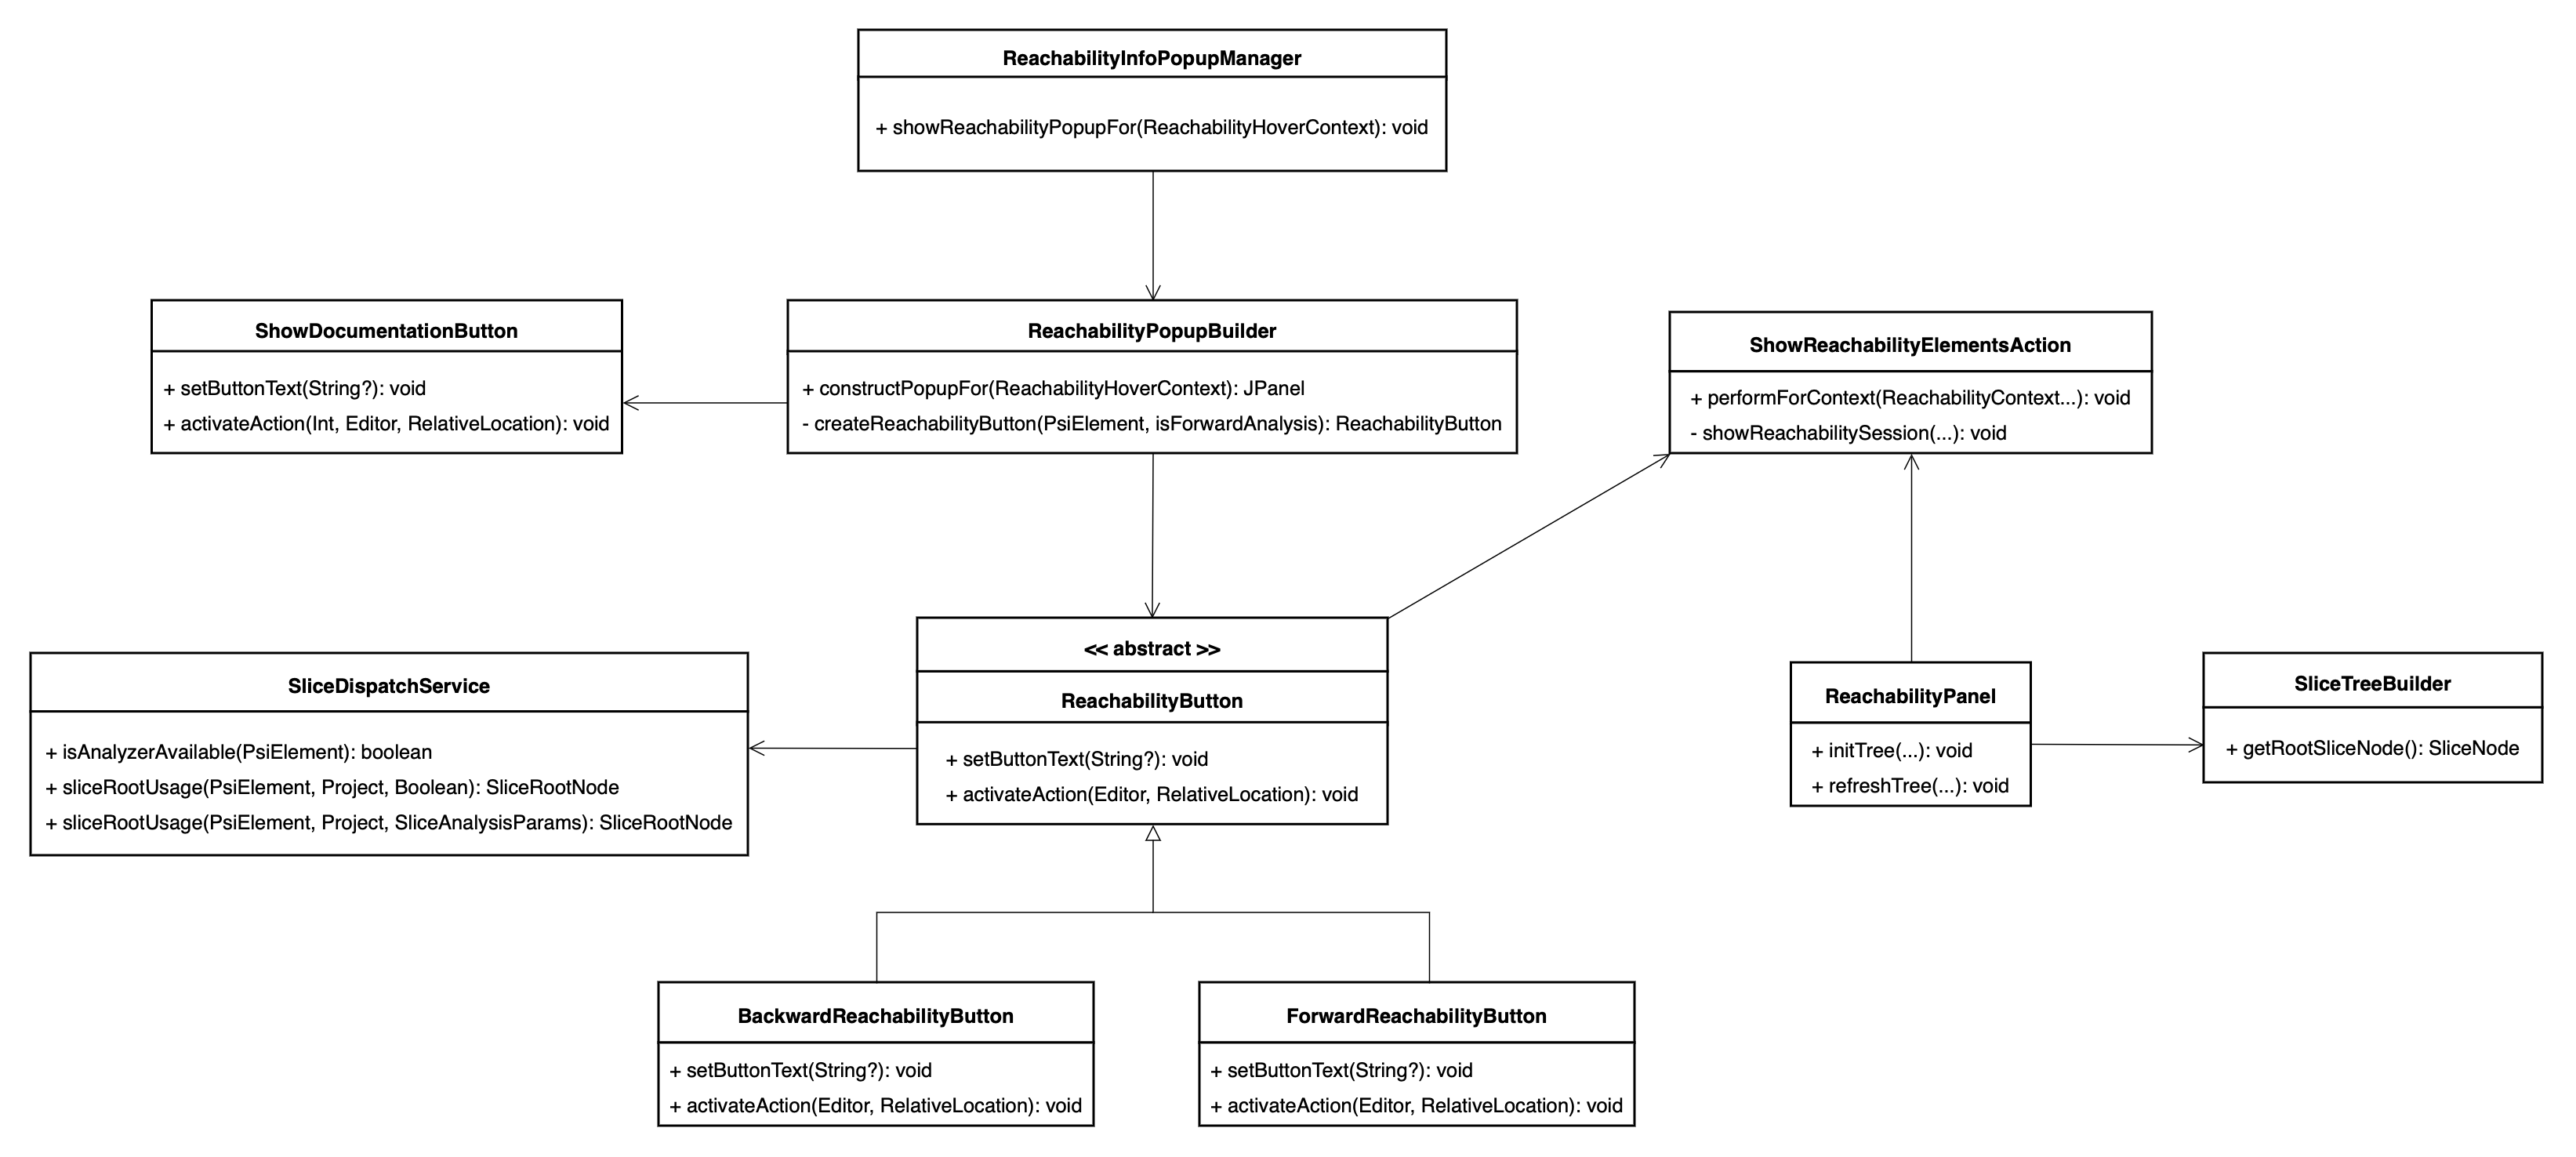 ReachabilityInfoPopupManager
+ showReachabilityPopupFor(ReachabilityHoverContext): void
ShowDocumentationButton
+ setButtonText(String?): void
+ activateAction(Int, Editor, RelativeLocation): void
ReachabilityPopupBuilder
+ constructPopupFor(ReachabilityHoverContext): JPanel
- createReachabilityButton(PsiElement, isForwardAnalysis): ReachabilityButton
ShowReachabilityElementsAction
+ performForContext(ReachabilityContext...): void
- showReachabilitySession(...): void
SliceDispatchService
+ isAnalyzerAvailable(PsiElement): boolean
+ sliceRootUsage(PsiElement, Project, Boolean): SliceRootNode
+ sliceRootUsage(PsiElement, Project, SliceAnalysisParams): SliceRootNode
<< abstract >>
ReachabilityButton
+ setButtonText(String?): void
+ activateAction(Editor, RelativeLocation): void
ReachabilityPanel
+ initTree(...): void
+ refreshTree(...): void
SliceTreeBuilder
+ getRootSliceNode(): SliceNode
BackwardReachabilityButton
+ setButtonText(String?): void
+ activateAction(Editor, RelativeLocation): void
ForwardReachabilityButton
+ setButtonText(String?): void
+ activateAction(Editor, RelativeLocation): void